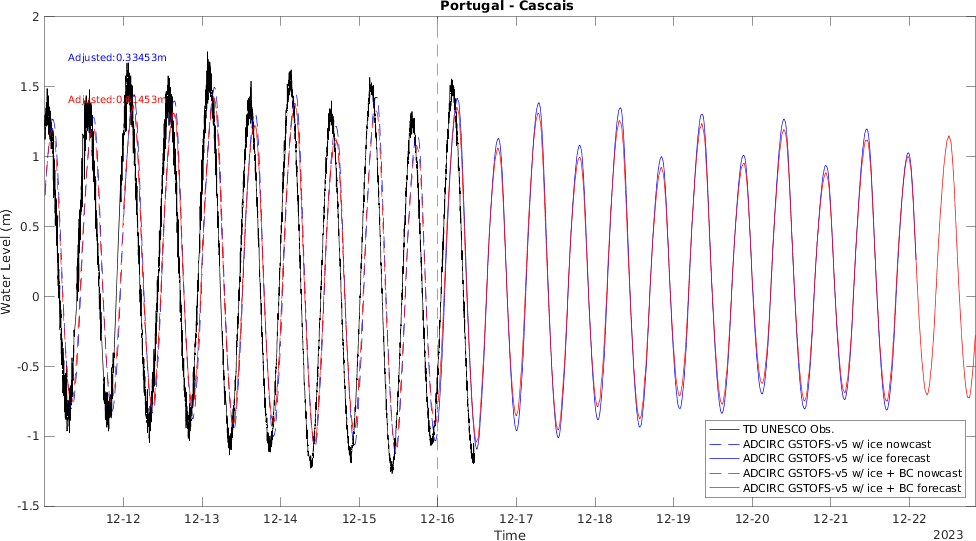 Portugal - Cascais
2
1.5
1
0.5
0
-0.5
-1
-1.5
Water Level (m)
Adjusted:0.33453m
Adjusted:
12-12
12-13
12-14
12-15
12-16
12-17
12-18
12-19
12-20
12-21
12-22
Time
2023
TD UNESCO Obs.
ADCIRC GSTOFS-v5 w/ ice nowcast
ADCIRC GSTOFS-v5 w/ ice forecast
ADCIRC GSTOFS-v5 w/ ice + BC nowcast
ADCIRC GSTOFS-v5 w/ ice + BC forecast